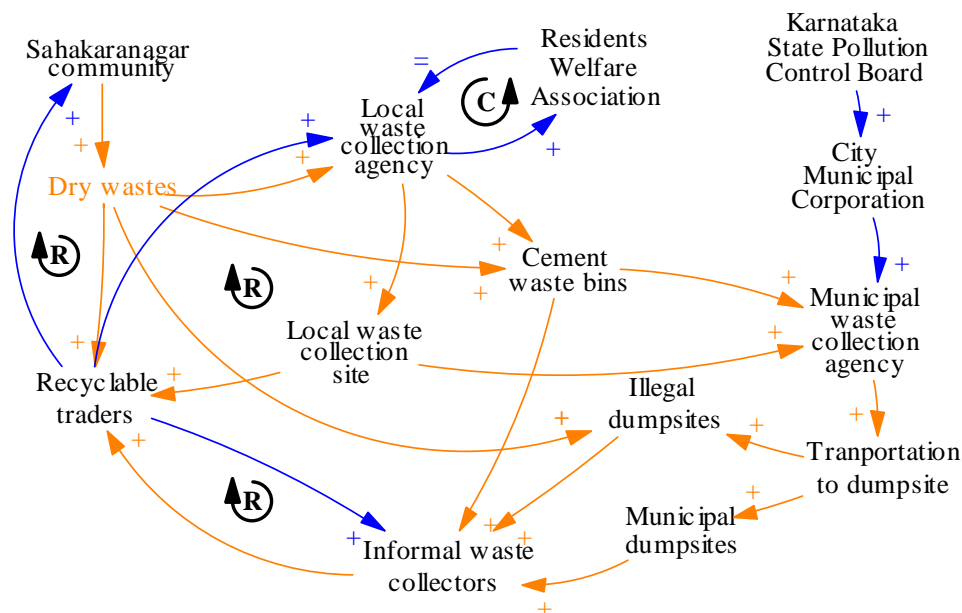 Sahakaranagar
community
Residents
Welfare
Association
Karnataka
State Pollution
Control Board
=
C
+
+
Local
waste
collection
agency
+
+
+
+
City
Municipal
Corporation
Dry wastes
R
R
+
+
Cement
waste bins
+
+
+
Municipal
waste
collection
agency
+
Local waste
collection
site
+
+
Recyclable
traders
+
Illegal
dumpsites
+
+
+
+
Tranportation
to dumpsite
R
+
+
+
+
Municipal
dumpsites
Informal waste
collectors
+